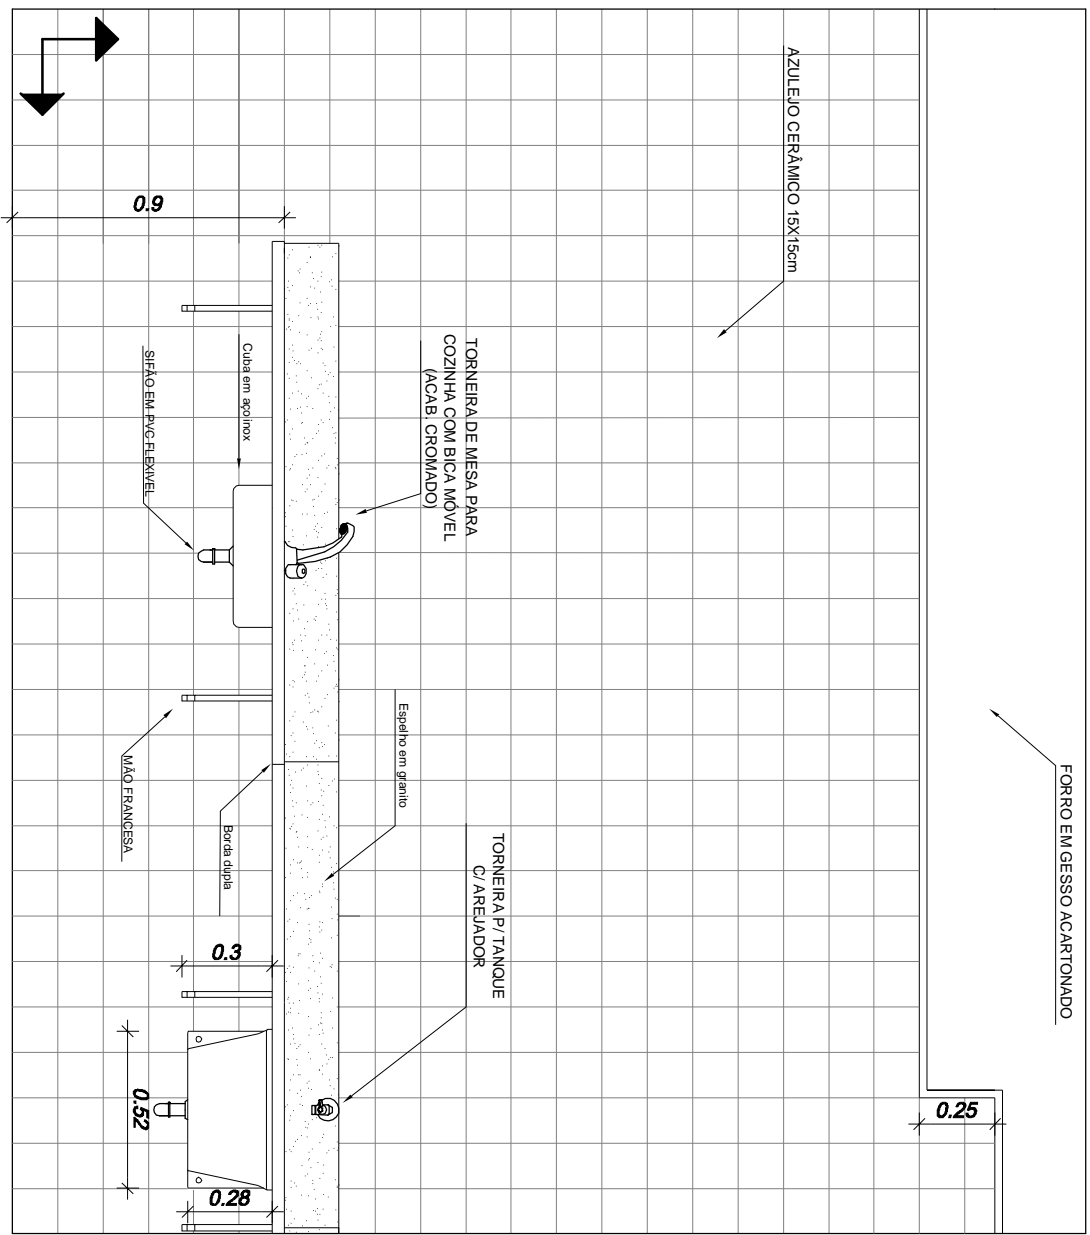 FORRO EM GESSO ACARTONADO
0.25
AZULEJO CERÂMICO 15X15cm
TORNEIRA DE MESA PARA
COZINHA COM BICA MÓVEL
(ACAB. CROMADO)
TORNEIRA P/ TANQUE
C/ AREJADOR
Espelho em granito
0.9
Cuba em aço inox
SIFÃO EM PVC FLEXIVEL
Borda dupla
MÃO FRANCESA
0.3
0.52
0.28